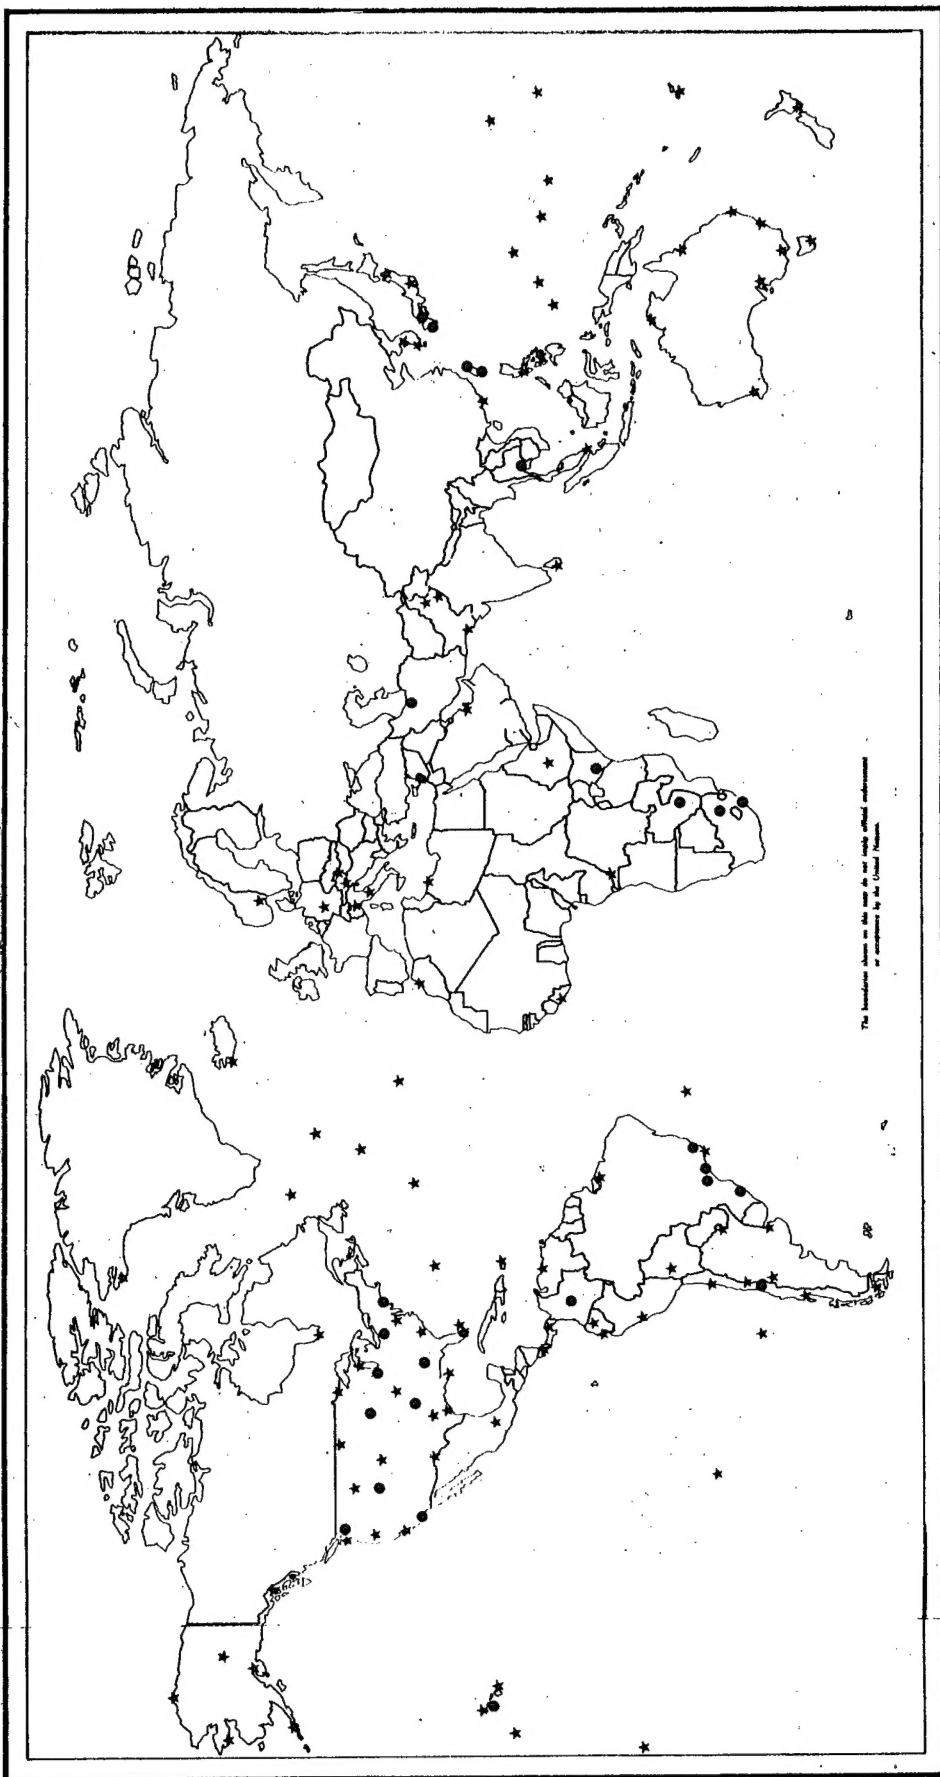 The boundaries shown on this map do not imply official endorsement
or acceptance by the United Nations.